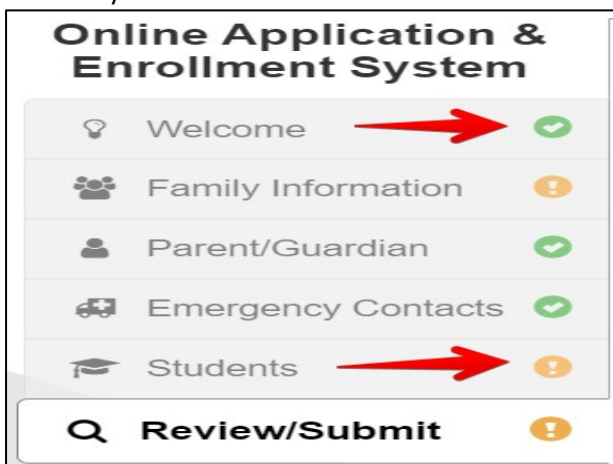 Online Application &
Enrollment System
Welcome
Family Information
Parent/Guardian
Emergency Contacts
Students
Review/Submit